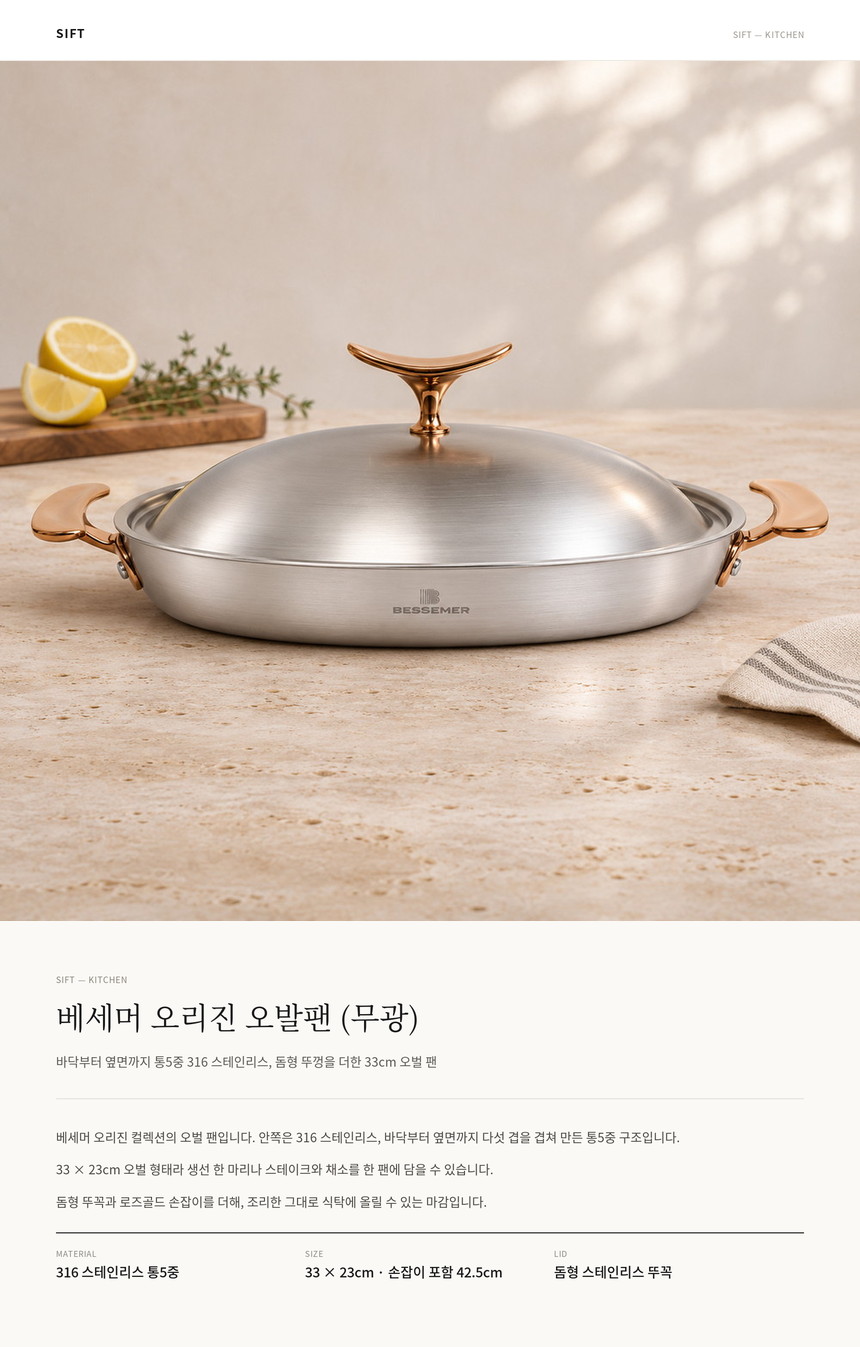 SIFT
SIFT — KITCHEN
BESSEMER
SIFT — KITCHEN
베세머 오리진 오발팬 (무광)
바닥부터 옆면까지 통5중 316 스테인리스, 돔형 뚜껑을 더한 33cm 오벌 팬
베세머 오리진 컬렉션의 오벌 팬입니다. 안쪽은 316 스테인리스, 바닥부터 옆면까지 다섯 겹을 겹쳐 만든 통5중 구조입니다.
33 × 23cm 오벌 형태라 생선 한 마리나 스테이크와 채소를 한 팬에 담을 수 있습니다.
돔형 뚜꼭과 로즈골드 손잡이를 더해, 조리한 그대로 식탁에 올릴 수 있는 마감입니다.
MATERIAL
SIZE
LID
316 스테인리스 통5중
33 × 23cm · 손잡이 포함 42.5cm
돔형 스테인리스 뚜꼭